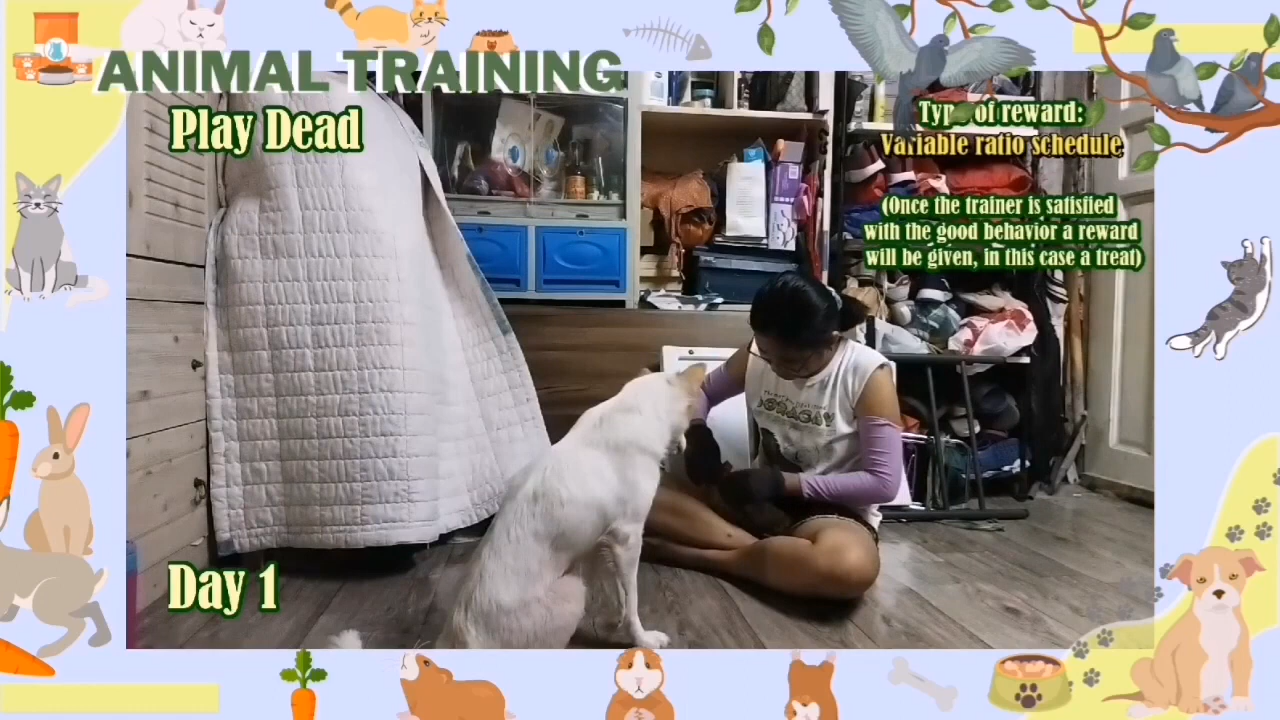 ANIMAL TRAINING
Play Dead
Type of reward:
Variable ratio schedule
(Once the trainer is satisfied
with the good behavior a reward
will be given, in this case a treat)
Day 1